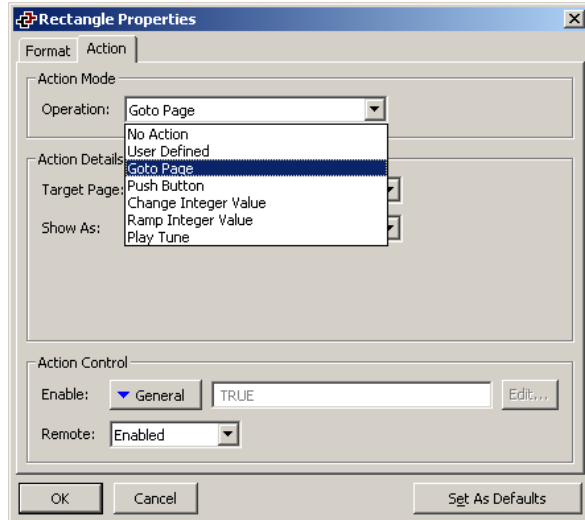 Rectangle Properties
Format Action
Action Mode
Operation: Goto Page
No Action
User Defined
Action Details
Goto Page
Target Page: Push Button
Change Integer Value
Show As: Ramp Integer Value
Play Tune
Action Control
Enable: General TRUE Edit...
Remote: Enabled
OK Cancel Set As Defaults